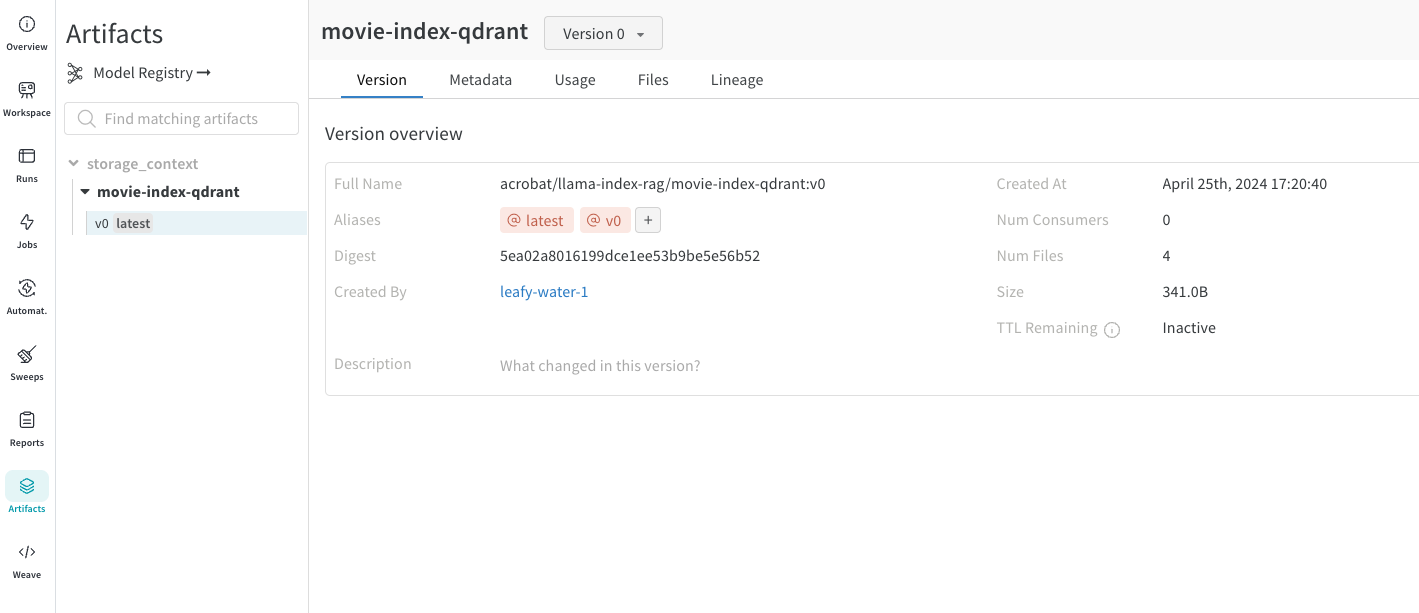 Overview
Workspace
Runs
Jobs
Automat.
Sweeps
Reports
Artifacts
Weave
Artifacts
Model Registry
Find matching artifacts
storage_context
movie-index-qdrant
v0 latest
movie-index-qdrant Version 0
Version Metadata Usage Files Lineage
Version overview
Full Name acrobat/llama-index-rag/movie-index-qdrant:v0 Created At April 25th, 2024 17:20:40
Aliases @ latest @ v0 + Num Consumers 0
Digest 5ea02a8016199dce1ee53b9be5e56b52 Num Files 4
Created By leafy-water-1 Size 341.0B
TTL Remaining Inactive
Description What changed in this version?